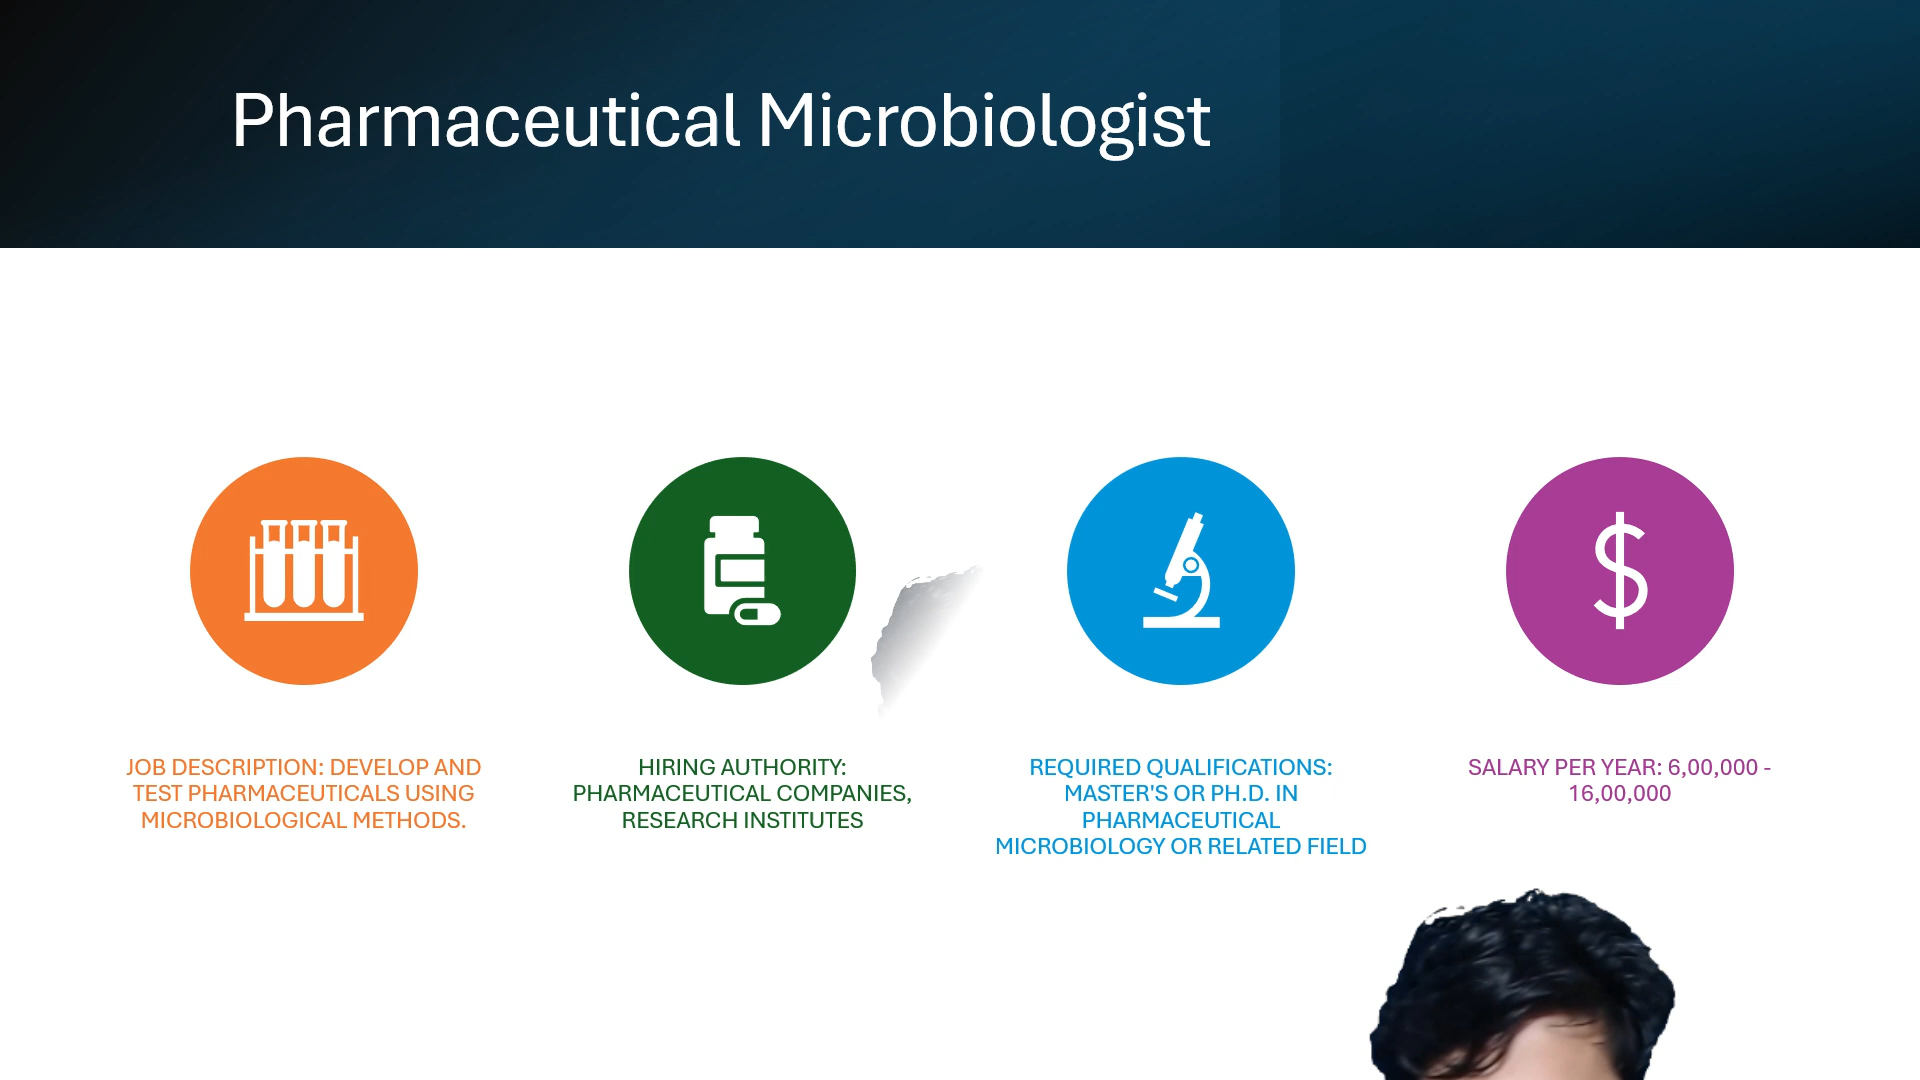 Pharmaceutical Microbiologist
JOB DESCRIPTION: DEVELOP AND
TEST PHARMACEUTICALS USING
MICROBIOLOGICAL METHODS.
HIRING AUTHORITY:
PHARMACEUTICAL COMPANIES,
RESEARCH INSTITUTES
REQUIRED QUALIFICATIONS:
MASTER'S OR PH.D. IN
PHARMACEUTICAL
MICROBIOLOGY OR RELATED FIELD
SALARY PER YEAR: 6,00,000 -
16,00,000